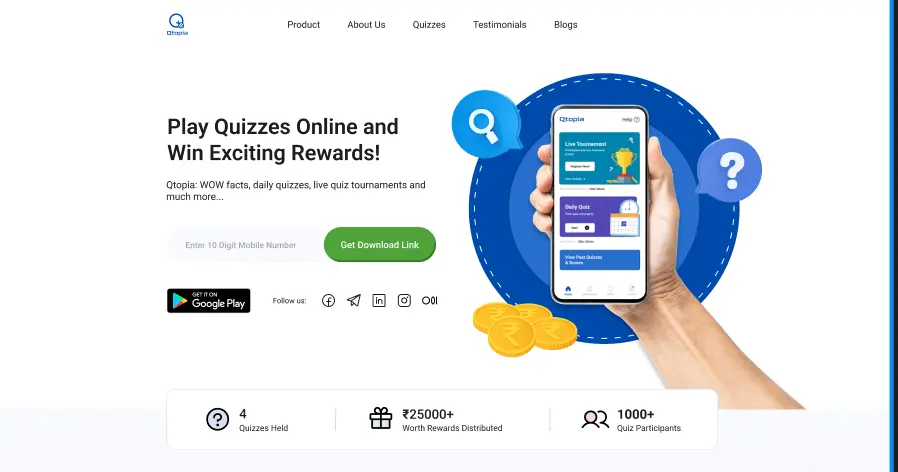 Qtopia
Product
About Us
Quizzes
Testimonials
Blogs
Play Quizzes Online and
Win Exciting Rewards!
Qtopia: WOW facts, daily quizzes, live quiz tournaments and
much more...
Enter 10 Digit Mobile Number
Get Download Link
GET IT ON
Google Play
Follow us:
Qtopia
Help
Live Tournament
Register Now!
Daily Quiz
Start
View Past Quizzes
& Scores
4
Quizzes Held
₹25000+
Worth Rewards Distributed
1000+
Quiz Participants